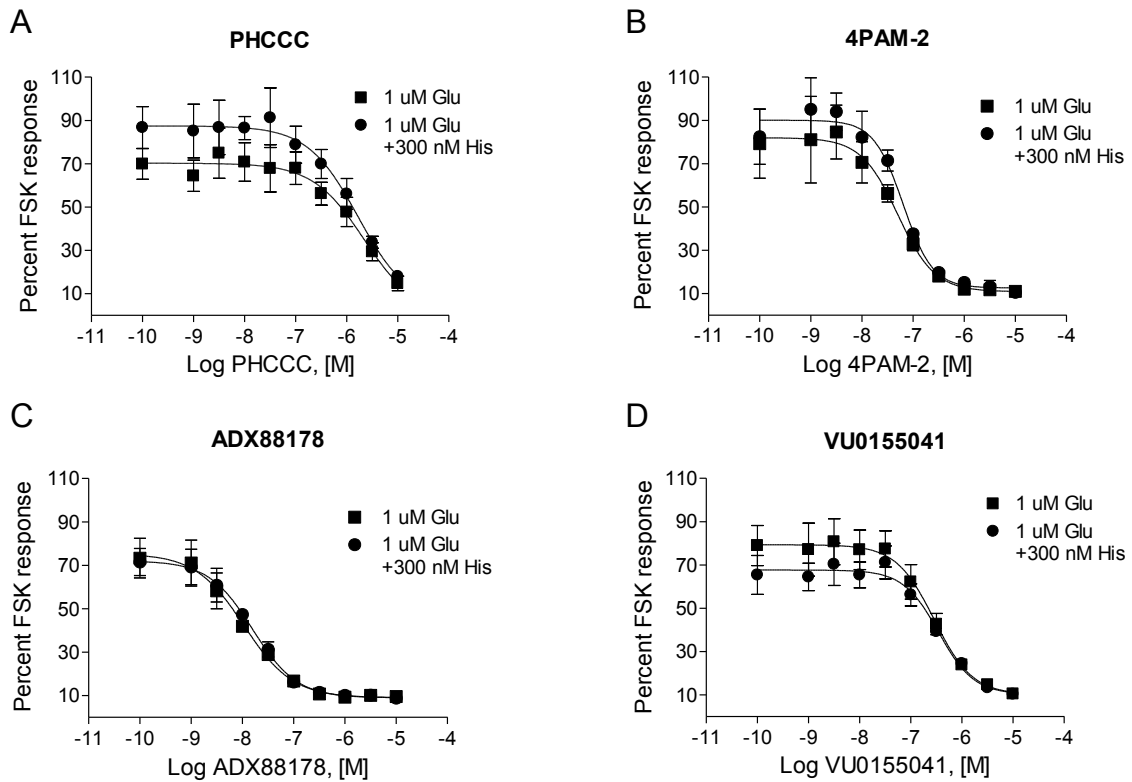 A
PHCCC
Percent FSK response
110
90
70
50
30
10
1 uM Glu
1 uM Glu
+300 nM His
-11 -10 -9 -8 -7 -6 -5 -4
Log PHCCC, [M]
B
4PAM-2
Percent FSK response
110
90
70
50
30
10
1 uM Glu
1 uM Glu
+300 nM His
-11 -10 -9 -8 -7 -6 -5 -4
Log 4PAM-2, [M]
C
ADX88178
Percent FSK response
110
90
70
50
30
10
1 uM Glu
1 uM Glu
+300 nM His
-11 -10 -9 -8 -7 -6 -5 -4
Log ADX88178, [M]
D
VU0155041
Percent FSK response
110
90
70
50
30
10
1 uM Glu
1 uM Glu
+300 nM His
-11 -10 -9 -8 -7 -6 -5 -4
Log VU0155041, [M]